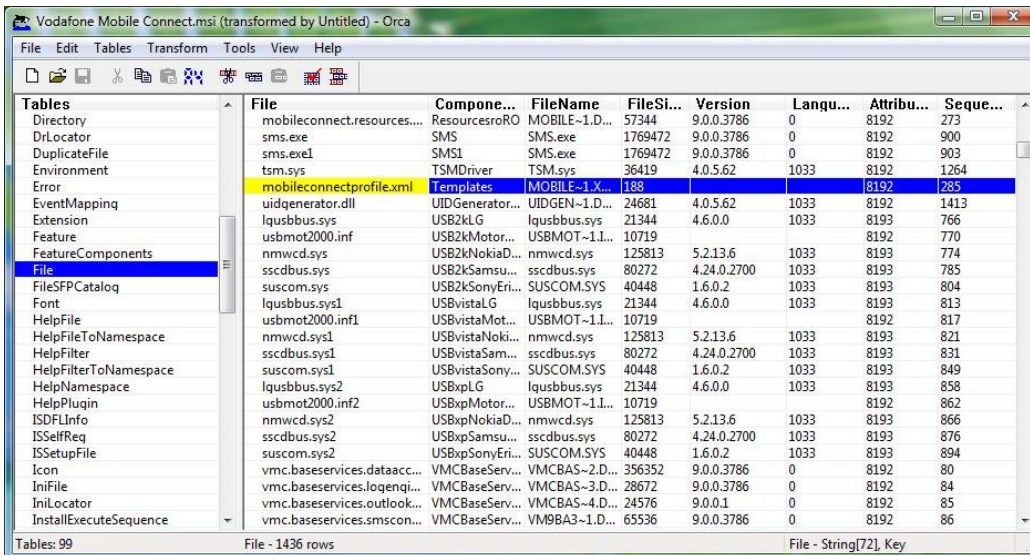 Vodafone Mobile Connect.msi (transformed by Untitled) - Orca
File Edit Tables Transform Tools View Help
Tables File Compone... FileName FileSi... Version Langu... Attribu... Seque...
Directory mobileconnect.resources.... ResourcesroRO MOBILE~1.D... 57344 9.0.0.3786 0 8192 273
DrLocator sms.exe SMS SMS.exe 1769472 9.0.0.3786 0 8192 900
DuplicateFile sms.exe1 SMS1 SMS.exe 1769472 9.0.0.3786 0 8192 903
Environment tsm.sys TSMDriver TSM.sys 36419 4.0.5.62 1033 8192 1264
Error mobileconnectprofile.xml Templates MOBILE~1.X... 188 8192 285
EventMapping uidgenerator.dll UIDGenerator... UIDGEN~1.D... 24681 4.0.5.62 1033 8192 1413
Extension lqusbbus.sys USB2kLG lqusbbus.sys 21344 4.6.0.0 1033 8193 766
Feature usbmot2000.inf USB2kMotor... USBMOT~1.I... 10719 8192 770
FeatureComponents nmwcd.sys USB2kNokiaD... nmwcd.sys 125813 5.2.13.6 1033 8193 774
File sscdbus.sys USB2kSamsu... sscdbus.sys 80272 4.24.0.2700 1033 8193 785
FileSFPCatalog suscom.sys USB2kSonyEri... SUSCOM.SYS 40448 1.6.0.2 1033 8193 804
Font lqusbbus.sys1 USBvistaLG lqusbbus.sys 21344 4.6.0.0 1033 8193 813
HelpFile usbmot2000.inf1 USBvistaMot... USBMOT~1.I... 10719 8192 817
HelpFileToNamespace nmwcd.sys1 USBvistaNoki... nmwcd.sys 125813 5.2.13.6 1033 8193 821
HelpFilter sscdbus.sys1 USBvistaSam... sscdbus.sys 80272 4.24.0.2700 1033 8193 831
HelpFilterToNamespace suscom.sys1 USBvistaSony... SUSCOM.SYS 40448 1.6.0.2 1033 8193 849
HelpNamespace lqusbbus.sys2 USBxpLG lqusbbus.sys 21344 4.6.0.0 1033 8193 858
HelpPlugin usbmot2000.inf2 USBxpMotor... USBMOT~1.I... 10719 8192 862
ISDFLInfo nmwcd.sys2 USBxpNokiaD... nmwcd.sys 125813 5.2.13.6 1033 8193 866
ISSelfReg sscdbus.sys2 USBxpSamsu... sscdbus.sys 80272 4.24.0.2700 1033 8193 876
ISSetupFile suscom.sys2 USBxpSonyEri... SUSCOM.SYS 40448 1.6.0.2 1033 8193 894
Icon vmc.baseservices.dataacc... VMCBaseServ... VMCBAS~2.D... 356352 9.0.0.3786 0 8192 80
IniFile vmc.baseservices.loqenqi... VMCBaseServ... VMCBAS~3.D... 28672 9.0.0.3786 0 8192 84
IniLocator vmc.baseservices.outlook... VMCBaseServ... VMCBAS~4.D... 24576 9.0.0.1 0 8192 85
InstallExecuteSequence vmc.baseservices.smscon... VMCBaseServ... VM9BA3~1.D... 65536 9.0.0.3786 0 8192 86
Tables: 99 File - 1436 rows File - String[72], Key